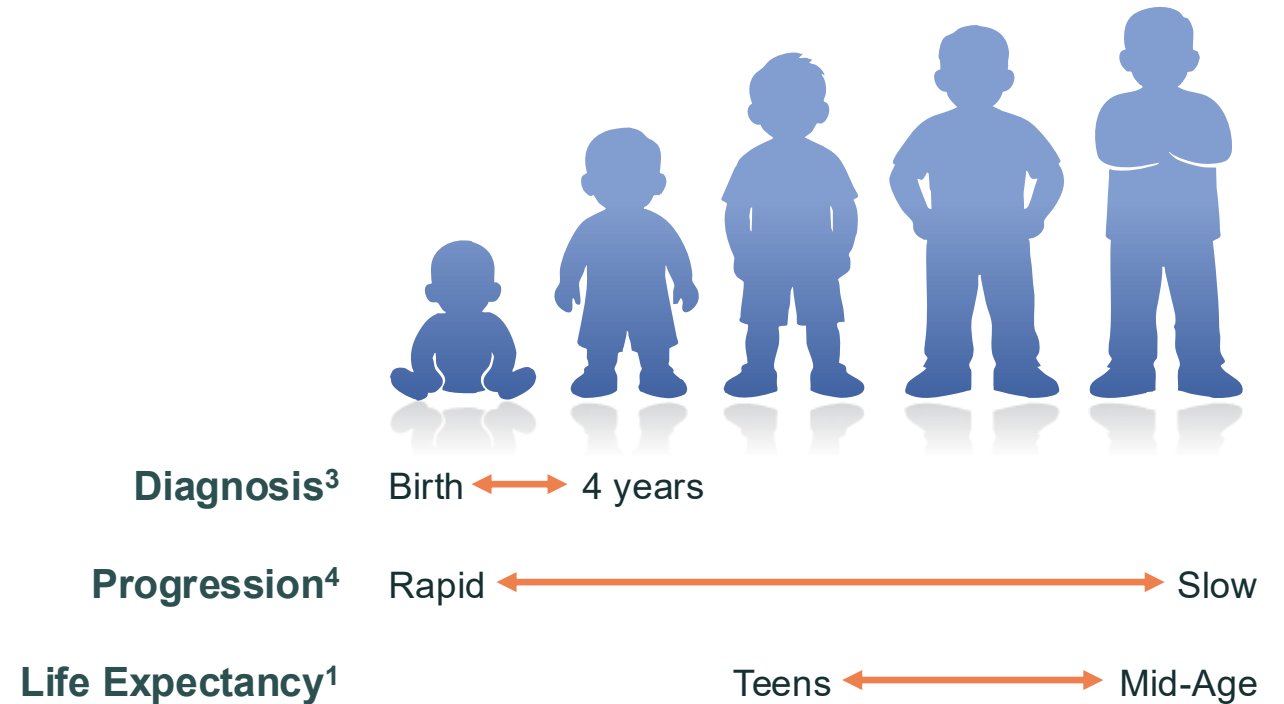 Diagnosis³ Birth 4 years
Progression⁴ Rapid Slow
Life Expectancy¹ Teens Mid-Age